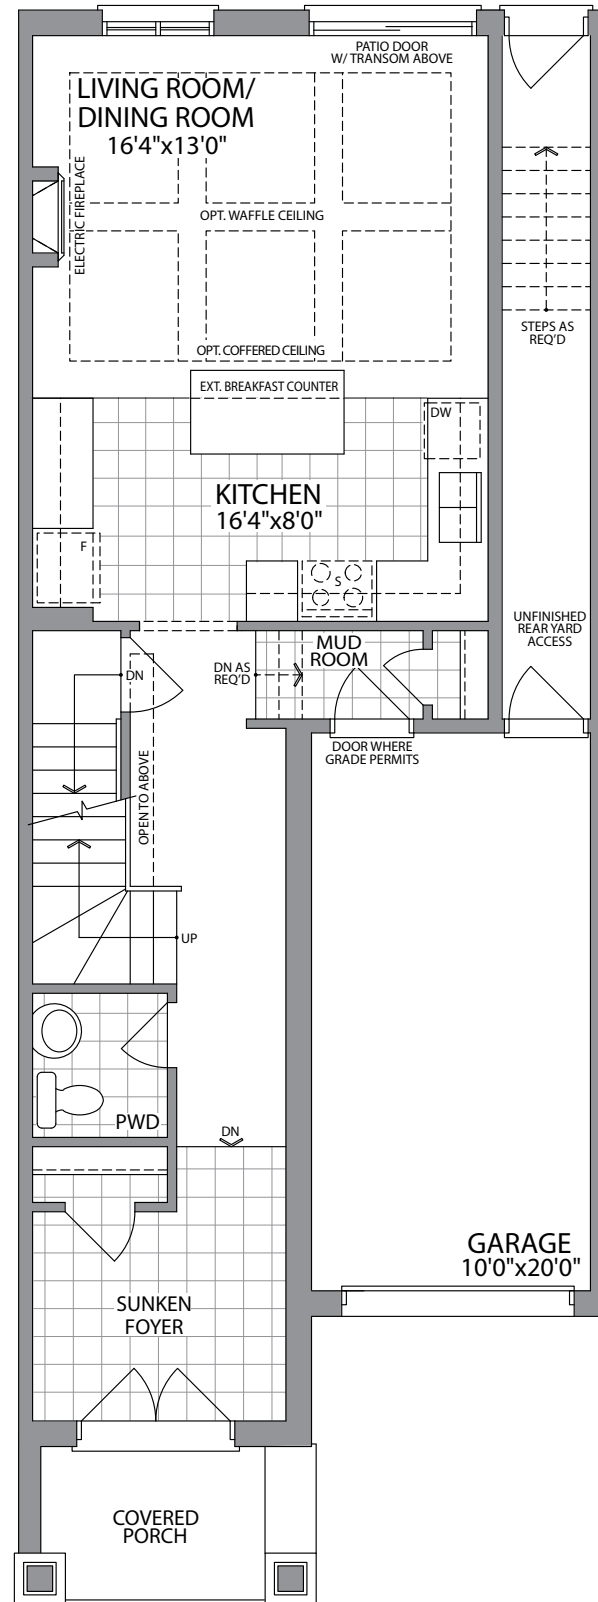 PATIO DOOR
W/ TRANSOM ABOVE
LIVING ROOM/
DINING ROOM
16'4"x13'0"
ELECTRIC FIREPLACE
OPT. WAFFLE CEILING
STEPS AS
REQ'D
OPT. COFFERED CEILING
EXT. BREAKFAST COUNTER
DW
KITCHEN
16'4"x8'0"
F
S
UNFINISHED
REAR YARD
ACCESS
MUD
ROOM
DN
DN AS
REQ'D
DOOR WHERE
GRADE PERMITS
OPEN TO ABOVE
UP
PWD
DN
GARAGE
10'0"x20'0"
SUNKEN
FOYER
COVERED
PORCH